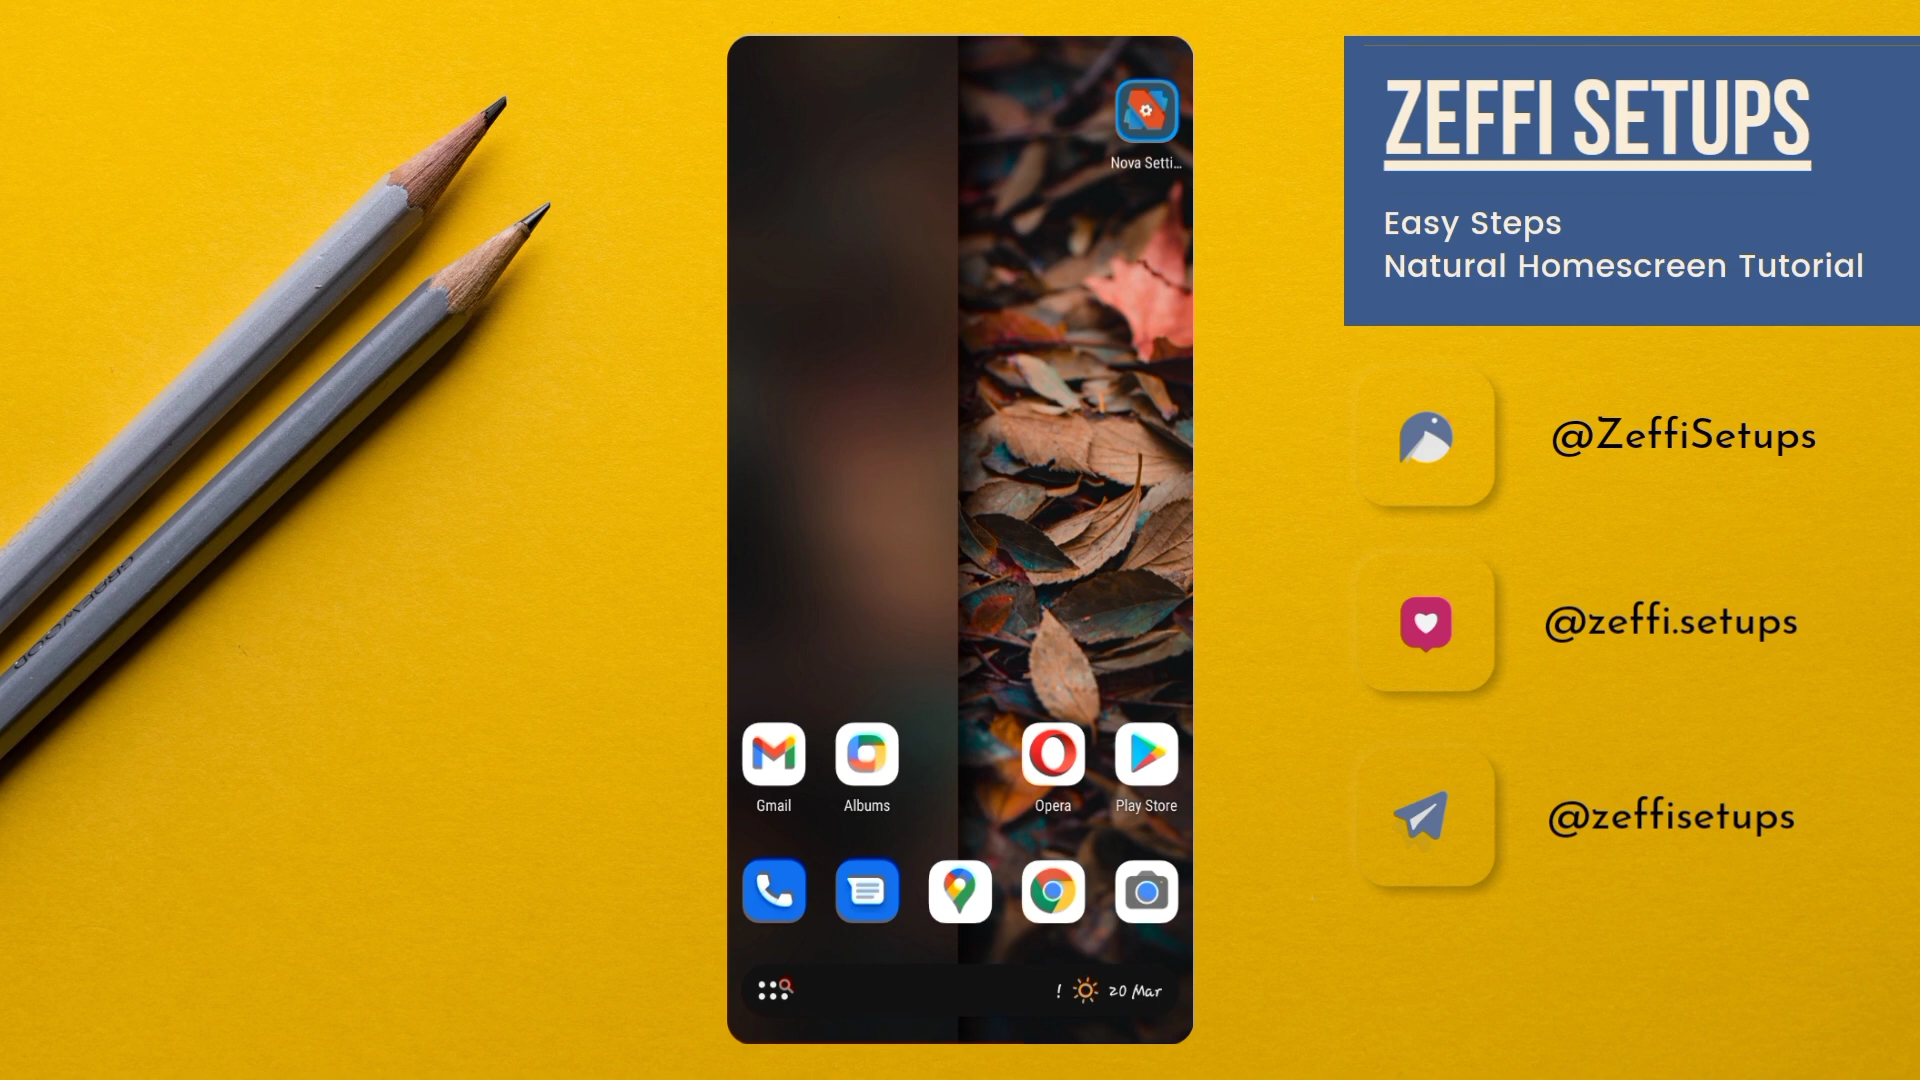 ZEFFI SETUPS
Easy Steps
Natural Homescreen Tutorial
@ZeffiSetups
@zeffi.setups
@zeffisetups
Nova Setti...
Gmail
Albums
Opera
Play Store
! 20 Mar